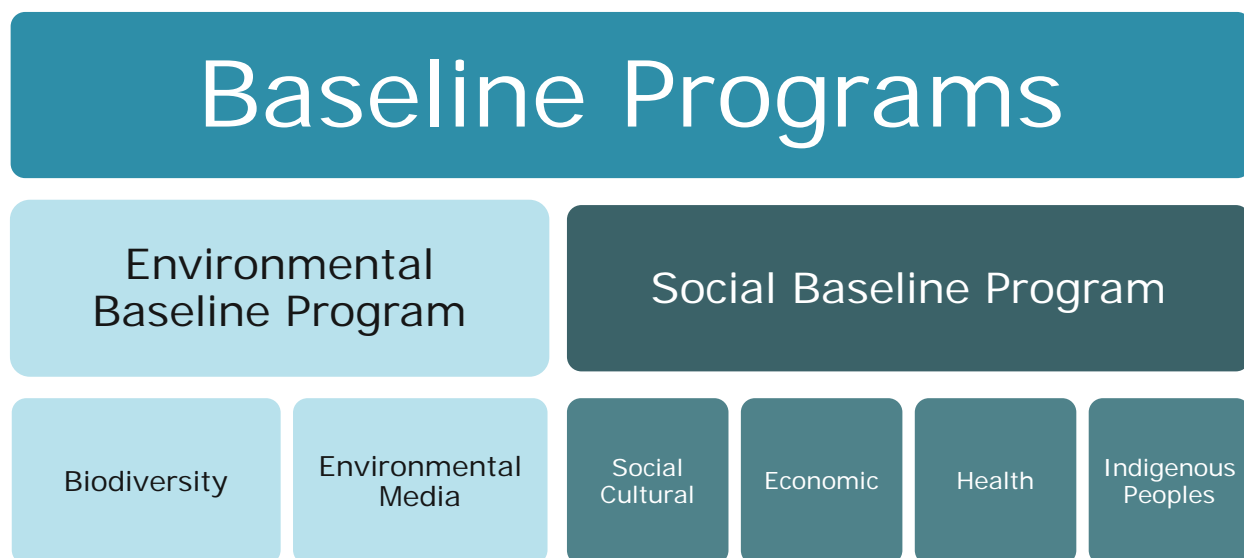 Baseline Programs
Environmental
Baseline Program
Social Baseline Program
Biodiversity
Environmental
Media
Social
Cultural
Economic
Health
Indigenous
Peoples